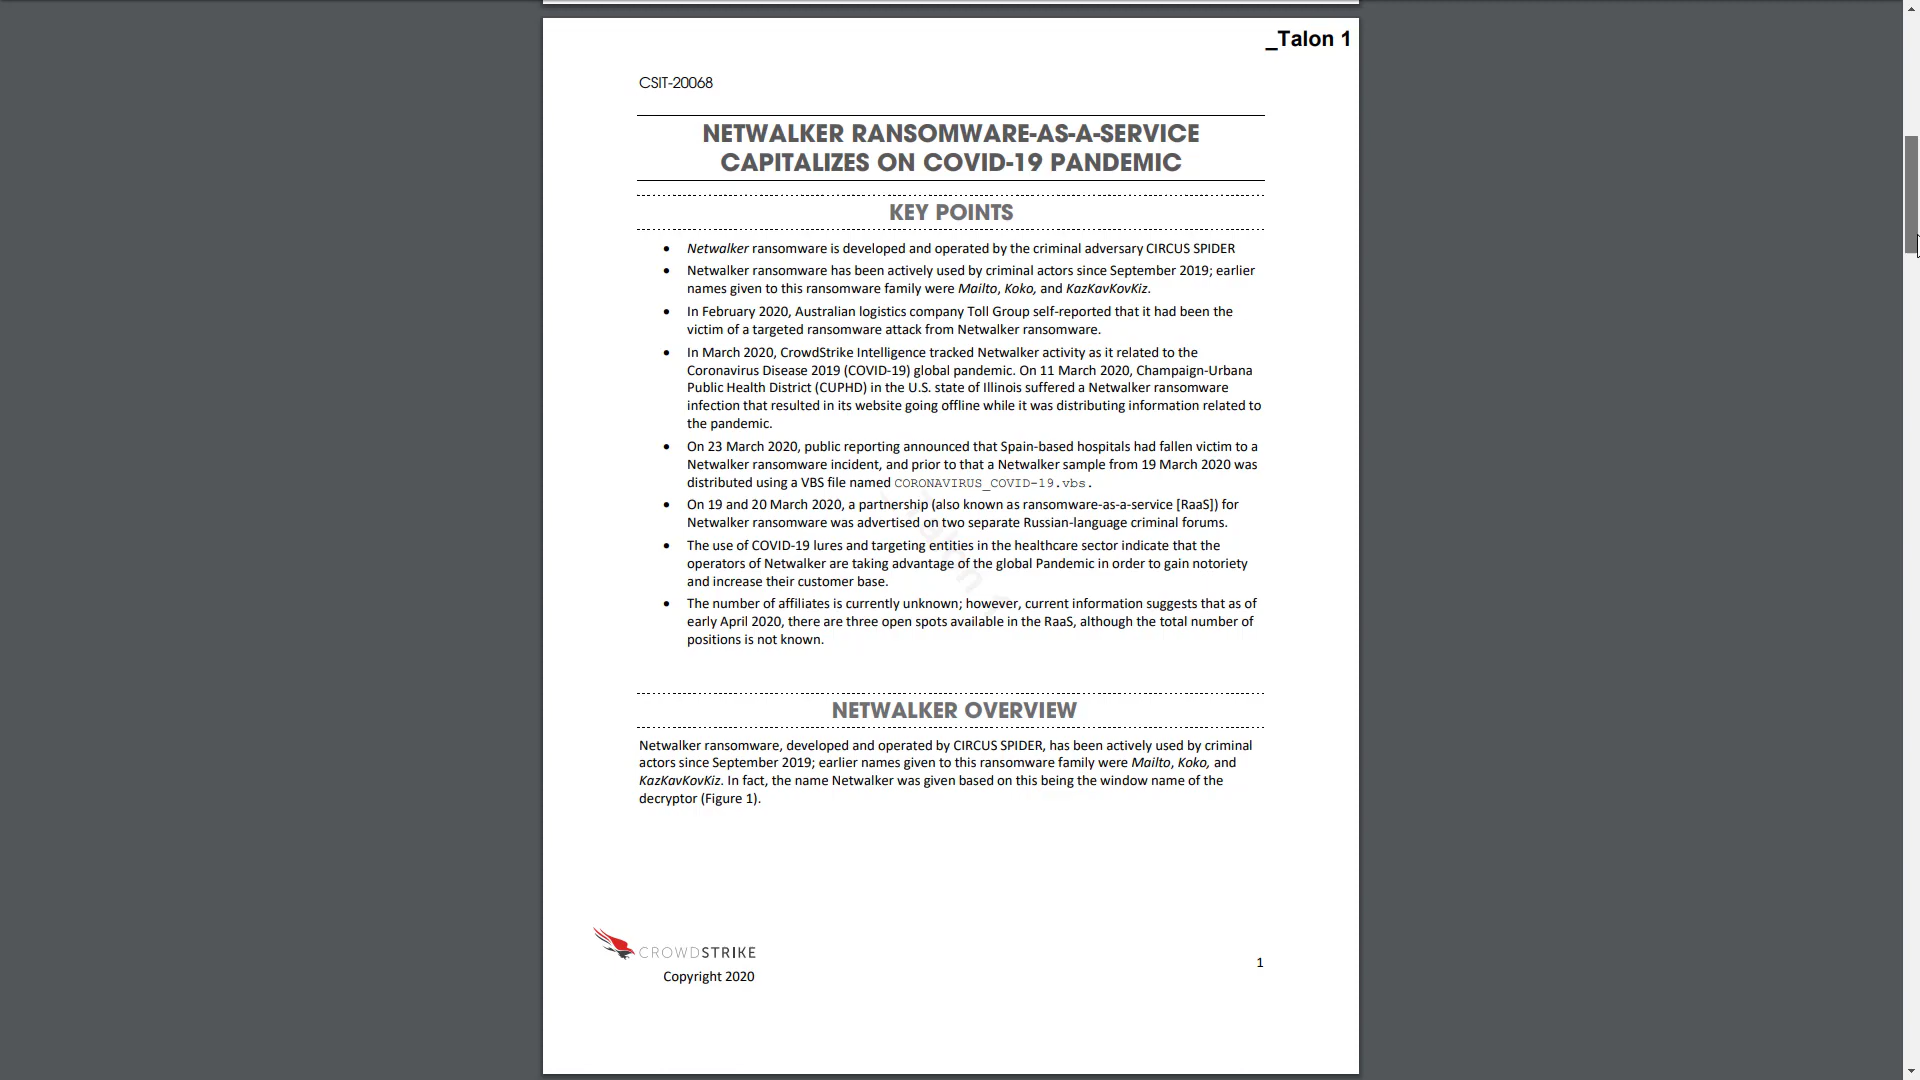 _Talon 1
CSIT-20068
NETWALKER RANSOMWARE-AS-A-SERVICE
CAPITALIZES ON COVID-19 PANDEMIC
KEY POINTS
• Netwalker ransomware is developed and operated by the criminal adversary CIRCUS SPIDER
• Netwalker ransomware has been actively used by criminal actors since September 2019; earlier
names given to this ransomware family were Mailto, Koko, and KazKavKovKiz.
• In February 2020, Australian logistics company Toll Group self-reported that it had been the
victim of a targeted ransomware attack from Netwalker ransomware.
• In March 2020, CrowdStrike Intelligence tracked Netwalker activity as it related to the
Coronavirus Disease 2019 (COVID-19) global pandemic. On 11 March 2020, Champaign-Urbana
Public Health District (CUPHD) in the U.S. state of Illinois suffered a Netwalker ransomware
infection that resulted in its website going offline while it was distributing information related to
the pandemic.
• On 23 March 2020, public reporting announced that Spain-based hospitals had fallen victim to a
Netwalker ransomware incident, and prior to that a Netwalker sample from 19 March 2020 was
distributed using a VBS file named CORONAVIRUS_COVID-19.vbs.
• On 19 and 20 March 2020, a partnership (also known as ransomware-as-a-service [RaaS]) for
Netwalker ransomware was advertised on two separate Russian-language criminal forums.
• The use of COVID-19 lures and targeting entities in the healthcare sector indicate that the
operators of Netwalker are taking advantage of the global Pandemic in order to gain notoriety
and increase their customer base.
• The number of affiliates is currently unknown; however, current information suggests that as of
early April 2020, there are three open spots available in the RaaS, although the total number of
positions is not known.
NETWALKER OVERVIEW
Netwalker ransomware, developed and operated by CIRCUS SPIDER, has been actively used by criminal
actors since September 2019; earlier names given to this ransomware family were Mailto, Koko, and
KazKavKovKiz. In fact, the name Netwalker was given based on this being the window name of the
decryptor (Figure 1).
CROWDSTRIKE
Copyright 2020
1